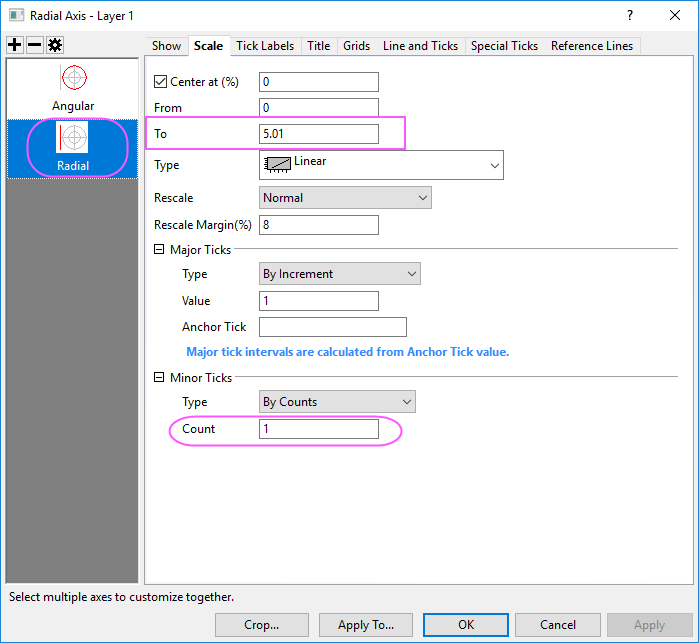 Radial Axis - Layer 1
Show Scale Tick Labels Title Grids Line and Ticks Special Ticks Reference Lines
Angular
Radial
Center at (%) 0
From 0
To 5.01
Type Linear
Rescale Normal
Rescale Margin(%) 8
Major Ticks
Type By Increment
Value 1
Anchor Tick
Major tick intervals are calculated from Anchor Tick value.
Minor Ticks
Type By Counts
Count 1
Select multiple axes to customize together.
Crop... Apply To... OK Cancel Apply